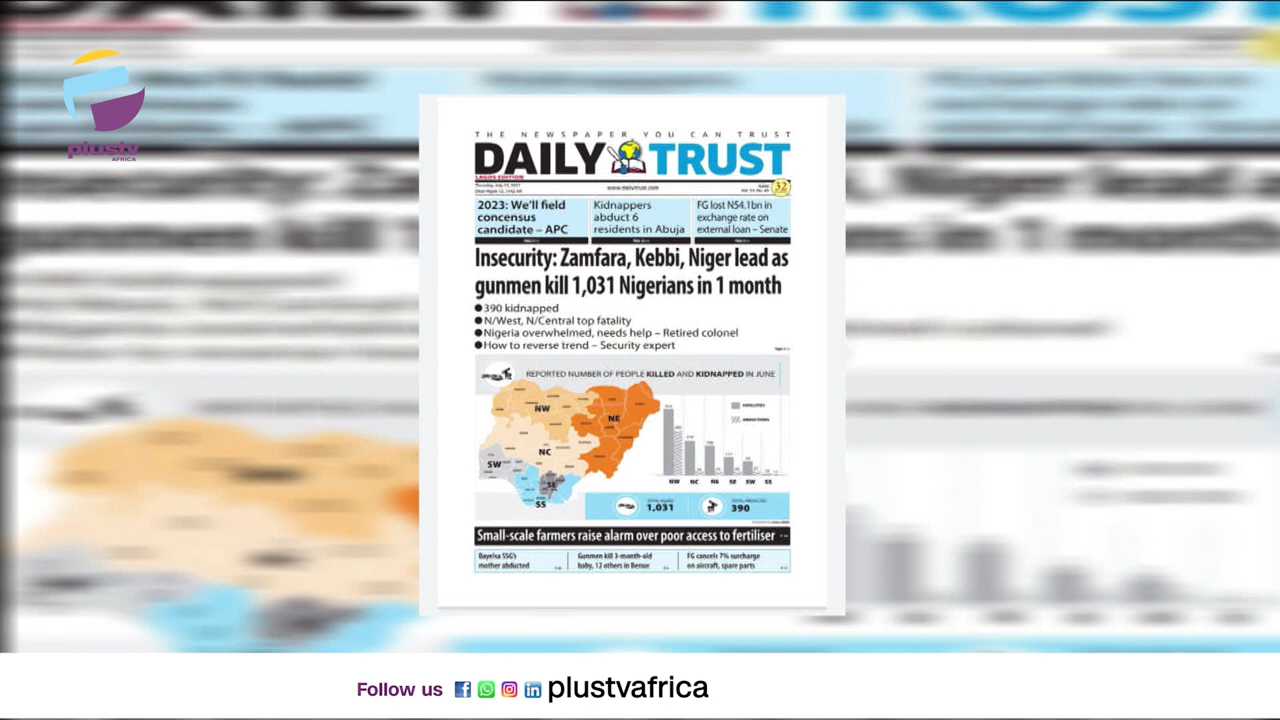 plustv
AFRICA
THE NEWSPAPER YOU CAN TRUST
DAILY TRUST
LAGOS EDITION
www.dailytrust.com
32
2023: We'll field
concensus
candidate – APC
Kidnappers
abduct 6
residents in Abuja
FG lost N54.1bn in
exchange rate on
external loan – Senate
Insecurity: Zamfara, Kebbi, Niger lead as
gunmen kill 1,031 Nigerians in 1 month
●390 kidnapped
●N/West, N/Central top fatality
●Nigeria overwhelmed, needs help – Retired colonel
●How to reverse trend – Security expert
REPORTED NUMBER OF PEOPLE KILLED AND KIDNAPPED IN JUNE
NW
NE
NC
SW
SE
SS
FATALITIES
ABDUCTIONS
NW NC NE SE SW SS
1,031
390
Small-scale farmers raise alarm over poor access to fertiliser
Bayelsa SSG's
mother abducted
Gunmen kill 3-month-old
baby, 12 others in Benue
FG cancels 7% surcharge
on aircraft, spare parts
Follow us plustvafrica